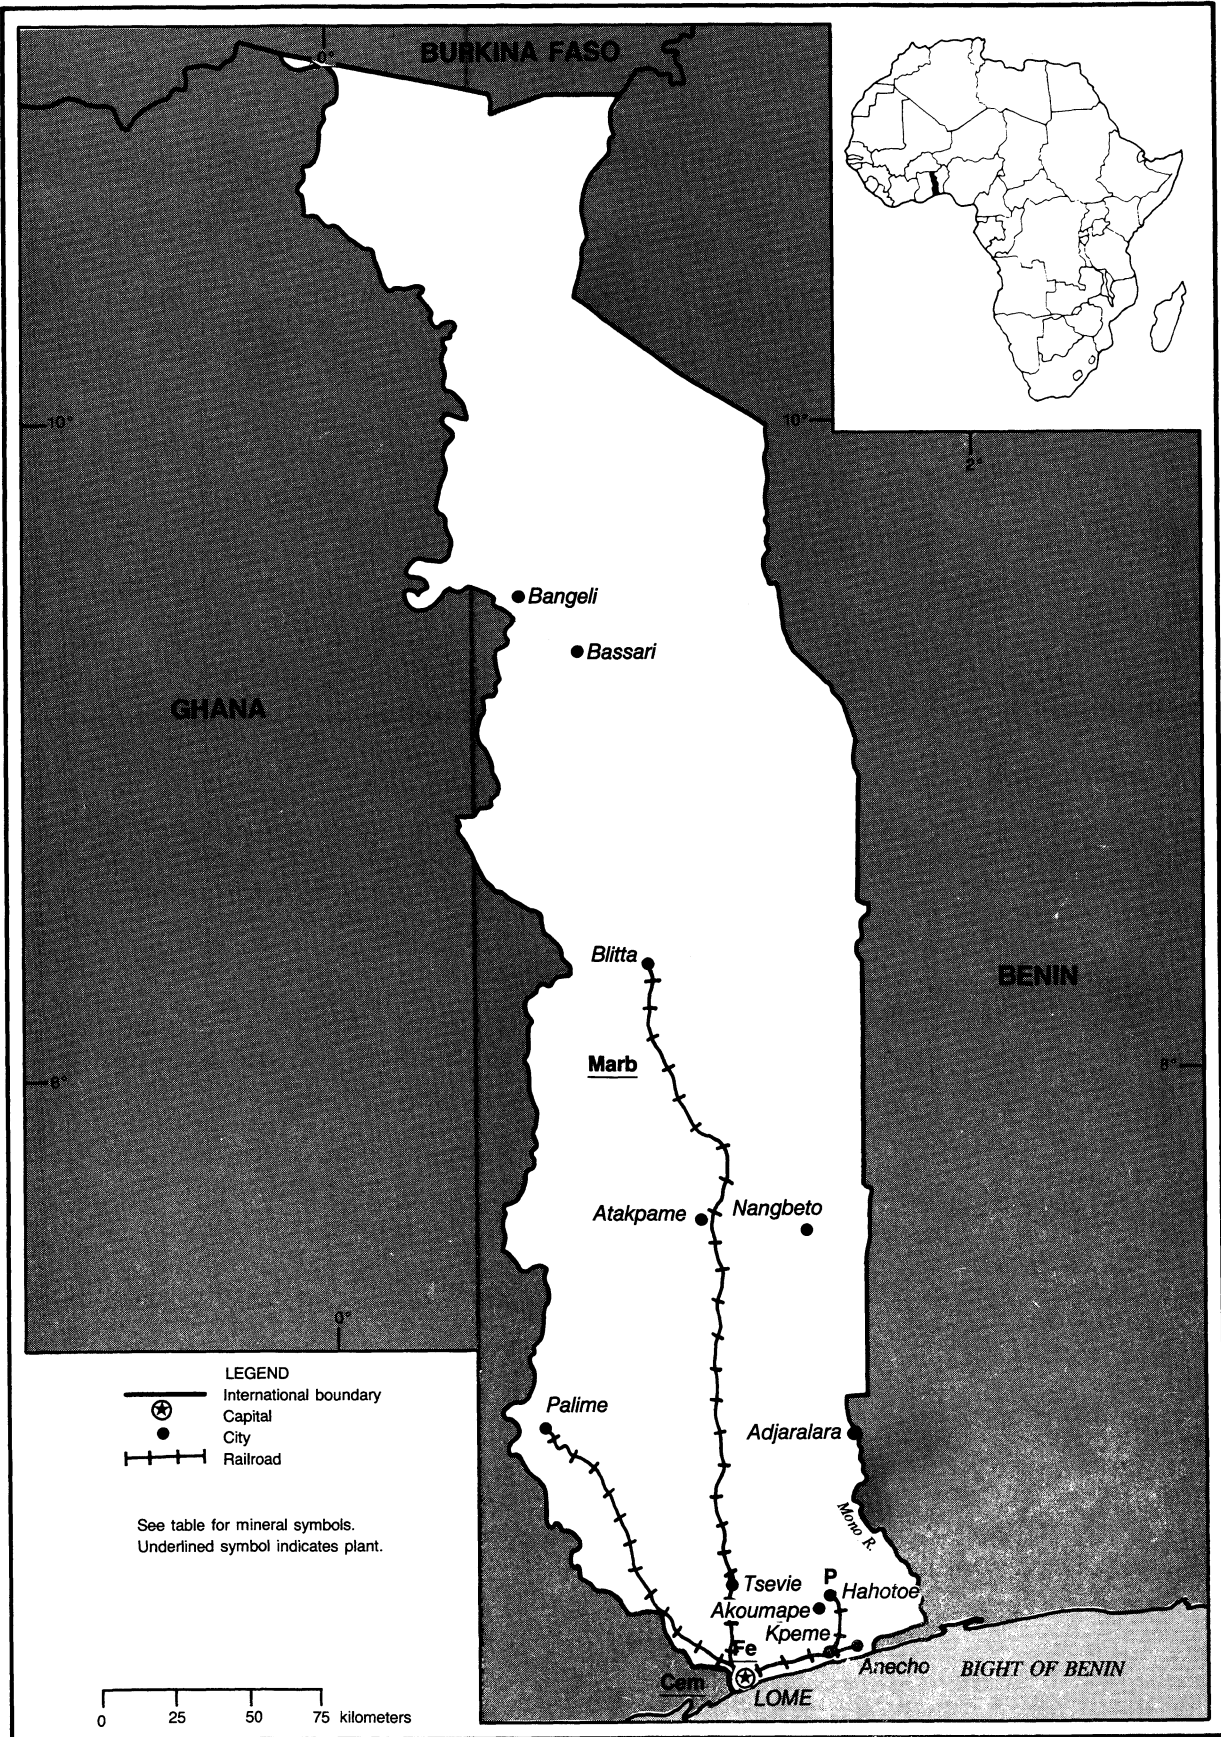 BURKINA FASO
0°
10°
10°
2°
Bangeli
Bassari
GHANA
Blitta
BENIN
Marb
8°
8°
Atakpame
Nangbeto
0°
LEGEND
International boundary
Capital
City
Railroad
Palime
Adjaralara
Mono R.
See table for mineral symbols.
Underlined symbol indicates plant.
P
Tsevie
Hahotoe
Akoumape
Kpeme
Fe
Anecho
BIGHT OF BENIN
Cem
LOME
0 25 50 75 kilometers